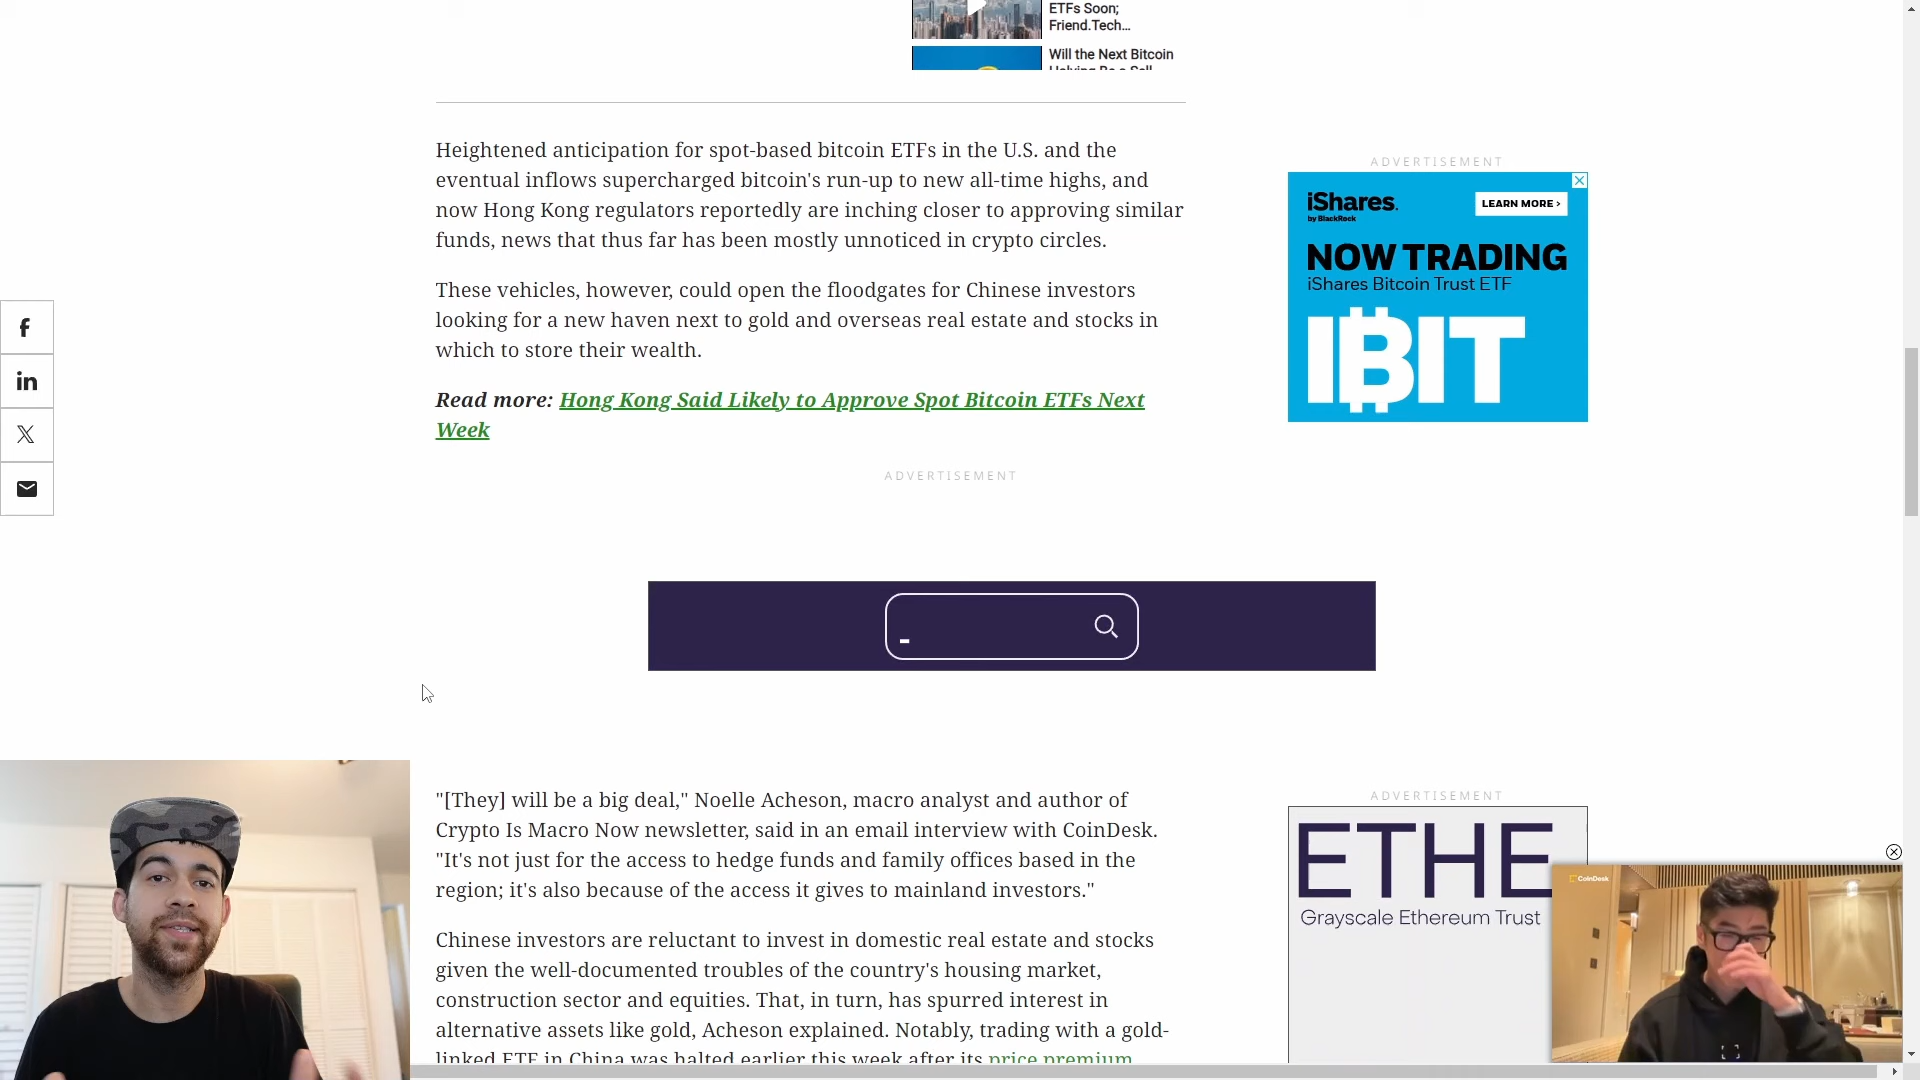 ETFs Soon;
Friend.Tech...
Will the Next Bitcoin
Halving Be a Sell
Heightened anticipation for spot-based bitcoin ETFs in the U.S. and the
eventual inflows supercharged bitcoin's run-up to new all-time highs, and
now Hong Kong regulators reportedly are inching closer to approving similar
funds, news that thus far has been mostly unnoticed in crypto circles.
These vehicles, however, could open the floodgates for Chinese investors
looking for a new haven next to gold and overseas real estate and stocks in
which to store their wealth.
Read more: Hong Kong Said Likely to Approve Spot Bitcoin ETFs Next
Week
ADVERTISEMENT
ADVERTISEMENT
iShares.
by BlackRock
LEARN MORE >
NOW TRADING
iShares Bitcoin Trust ETF
IBIT
"[They] will be a big deal," Noelle Acheson, macro analyst and author of
Crypto Is Macro Now newsletter, said in an email interview with CoinDesk.
"It's not just for the access to hedge funds and family offices based in the
region; it's also because of the access it gives to mainland investors."
Chinese investors are reluctant to invest in domestic real estate and stocks
given the well-documented troubles of the country's housing market,
construction sector and equities. That, in turn, has spurred interest in
alternative assets like gold, Acheson explained. Notably, trading with a gold-
linked ETF in China was halted earlier this week after its price premium
ADVERTISEMENT
ETHE
Grayscale Ethereum Trust
CoinDesk